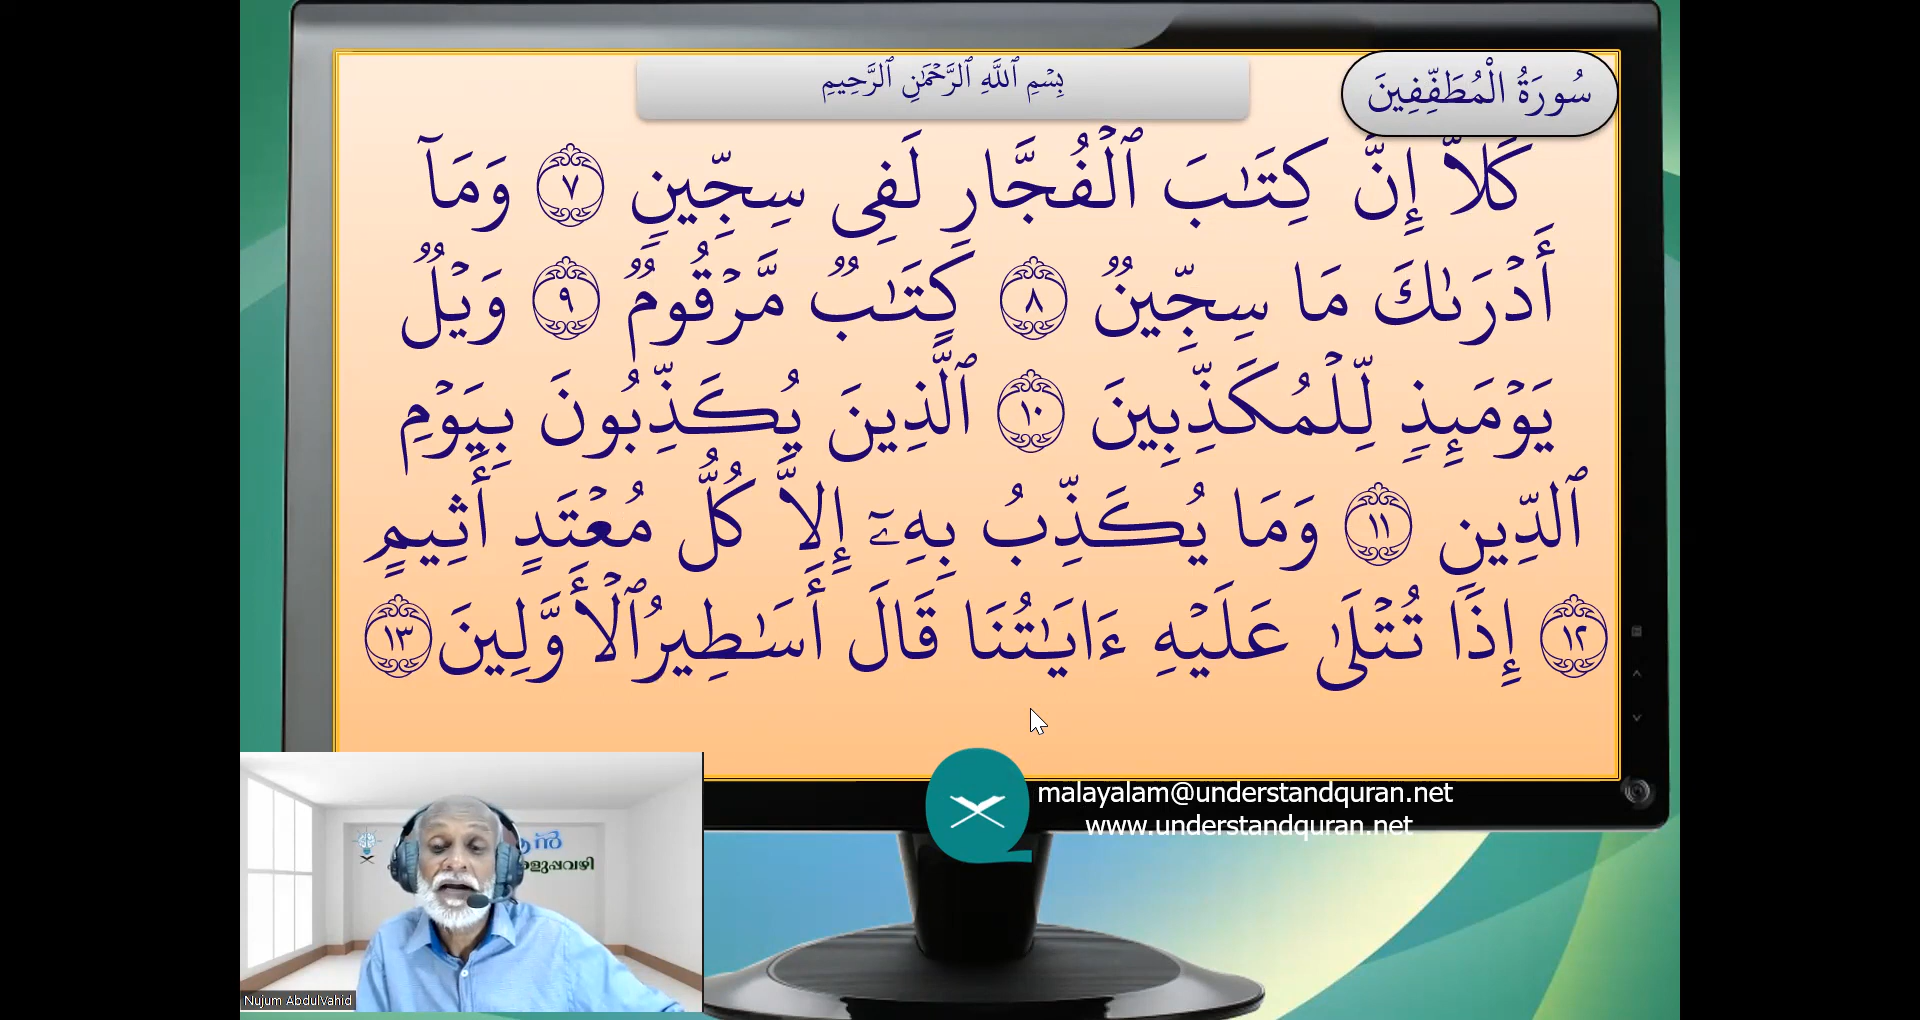 سُورَةُ الْمُطَفِّفِينَ
بِسْمِ ٱللَّهِ ٱلرَّحْمَٰنِ ٱلرَّحِيمِ
كَلَّا إِنَّ كِتَـٰبَ ٱلْفُجَّارِ لَفِى سِجِّينٍ ٧ وَمَآ
أَدْرَىٰكَ مَا سِجِّينٌ ٨ كِتَـٰبٌ مَّرْقُومٌ ٩ وَيْلٌ
يَوْمَئِذٍ لِّلْمُكَذِّبِينَ ١٠ ٱلَّذِينَ يُكَذِّبُونَ بِيَوْمِ
ٱلدِّينِ ١١ وَمَا يُكَذِّبُ بِهِۦٓ إِلَّا كُلُّ مُعْتَدٍ أَثِيمٍ
١٢ إِذَا تُتْلَىٰ عَلَيْهِ ءَايَـٰتُنَا قَالَ أَسَـٰطِيرُ ٱلْأَوَّلِينَ ١٣
malayalam@understandquran.net
www.understandquran.net
ളുപ്പവഴി
Nujum AbdulVahid